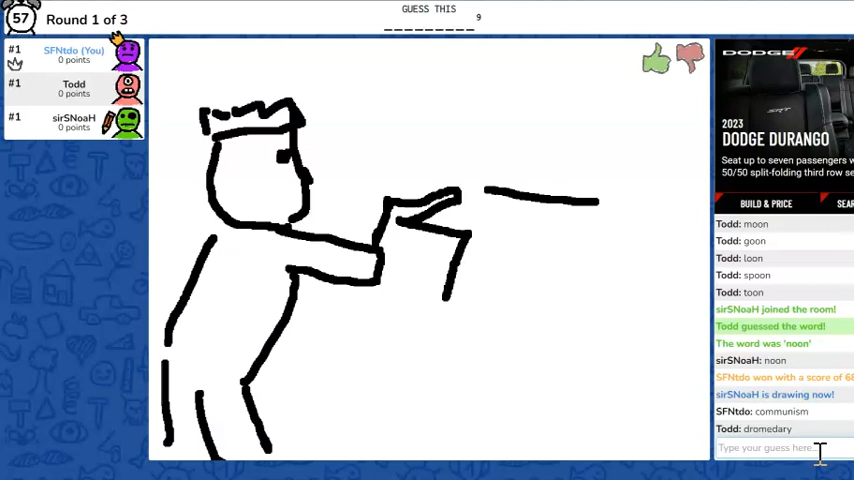 57
Round 1 of 3
GUESS THIS
_________ 9
#1
SFNtdo (You)
0 points
#1
Todd
0 points
#1
sirSNoaH
0 points
DODGE
SRT
2023
DODGE DURANGO
Seat up to seven passengers w
50/50 split-folding third row se
BUILD & PRICE
SEAR
Todd: moon
Todd: goon
Todd: loon
Todd: spoon
Todd: toon
sirSNoaH joined the room!
Todd guessed the word!
The word was 'noon'
sirSNoaH: noon
SFNtdo won with a score of 68
sirSNoaH is drawing now!
SFNtdo: communism
Todd: dromedary
Type your guess here...